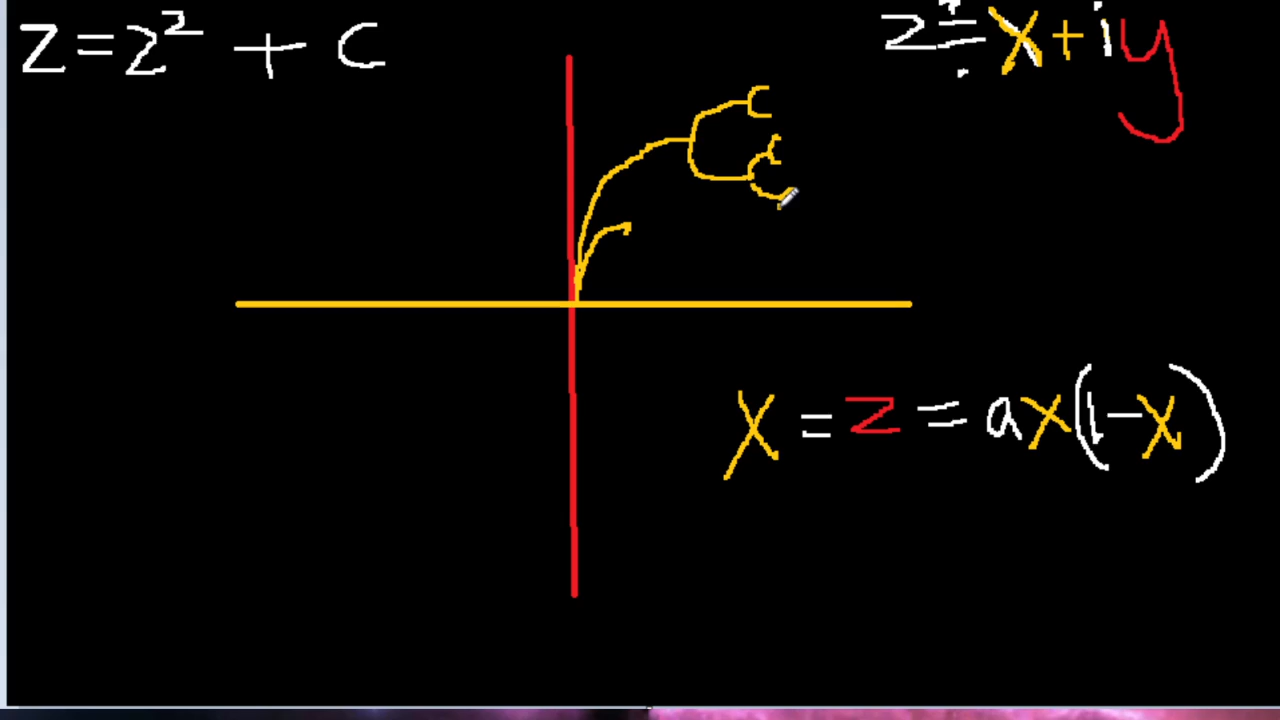 z = z² + c
z = x + iy
x = z = ax(1-x)